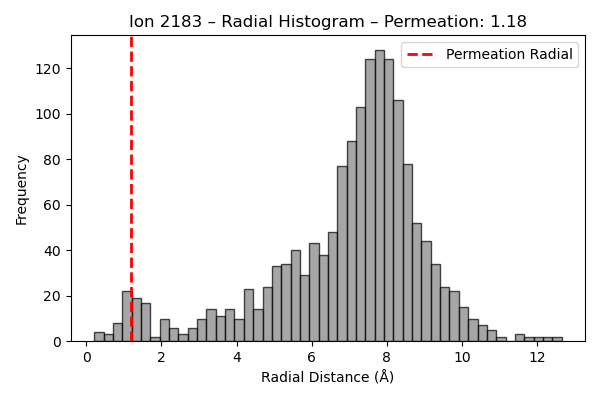 Ion 2183 – Radial Histogram – Permeation: 1.18
Permeation Radial
Frequency
120
100
80
60
40
20
0
0 2 4 6 8 10 12
Radial Distance (Å)